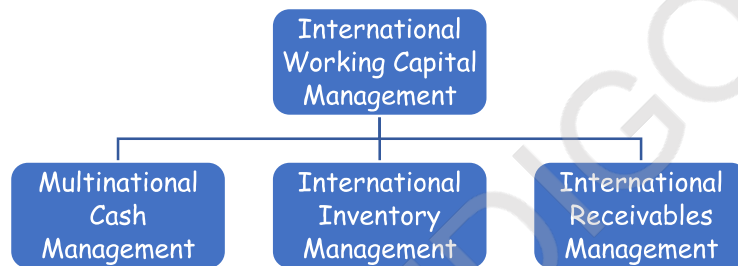 International
Working Capital
Management
Multinational
Cash
Management
International
Inventory
Management
International
Receivables
Management